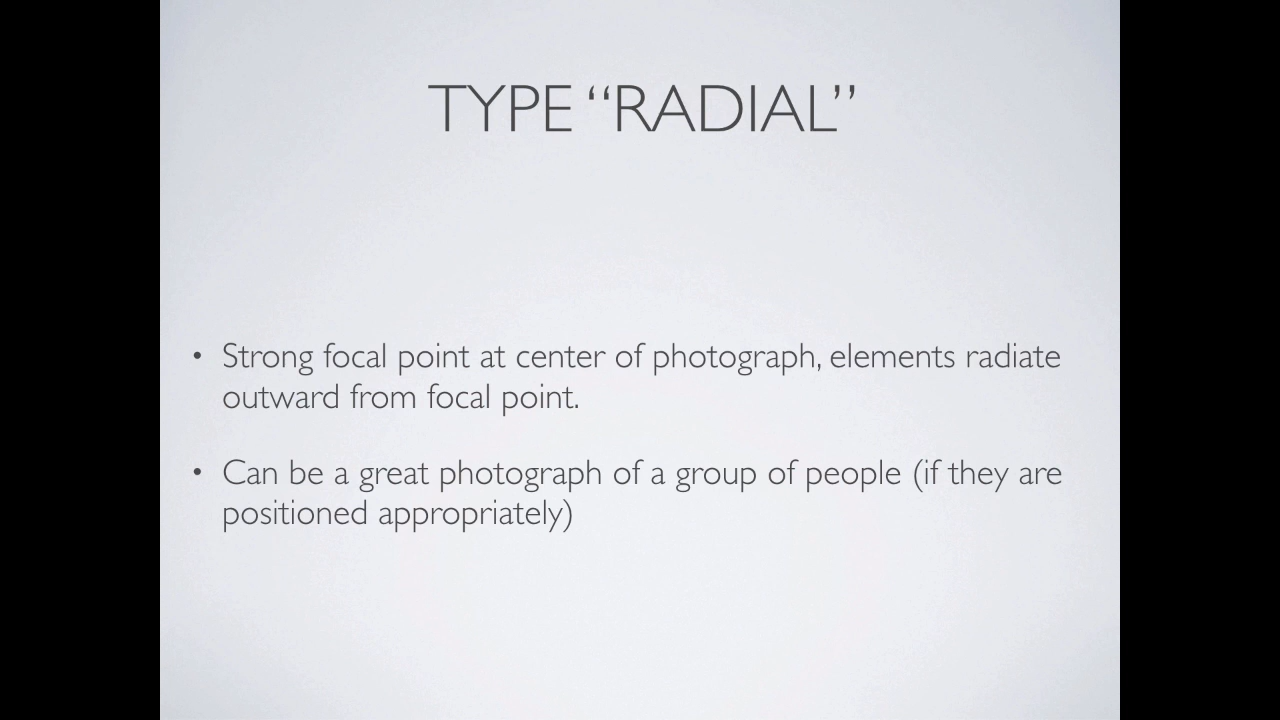 TYPE “RADIAL”
• Strong focal point at center of photograph, elements radiate
outward from focal point.
• Can be a great photograph of a group of people (if they are
positioned appropriately)